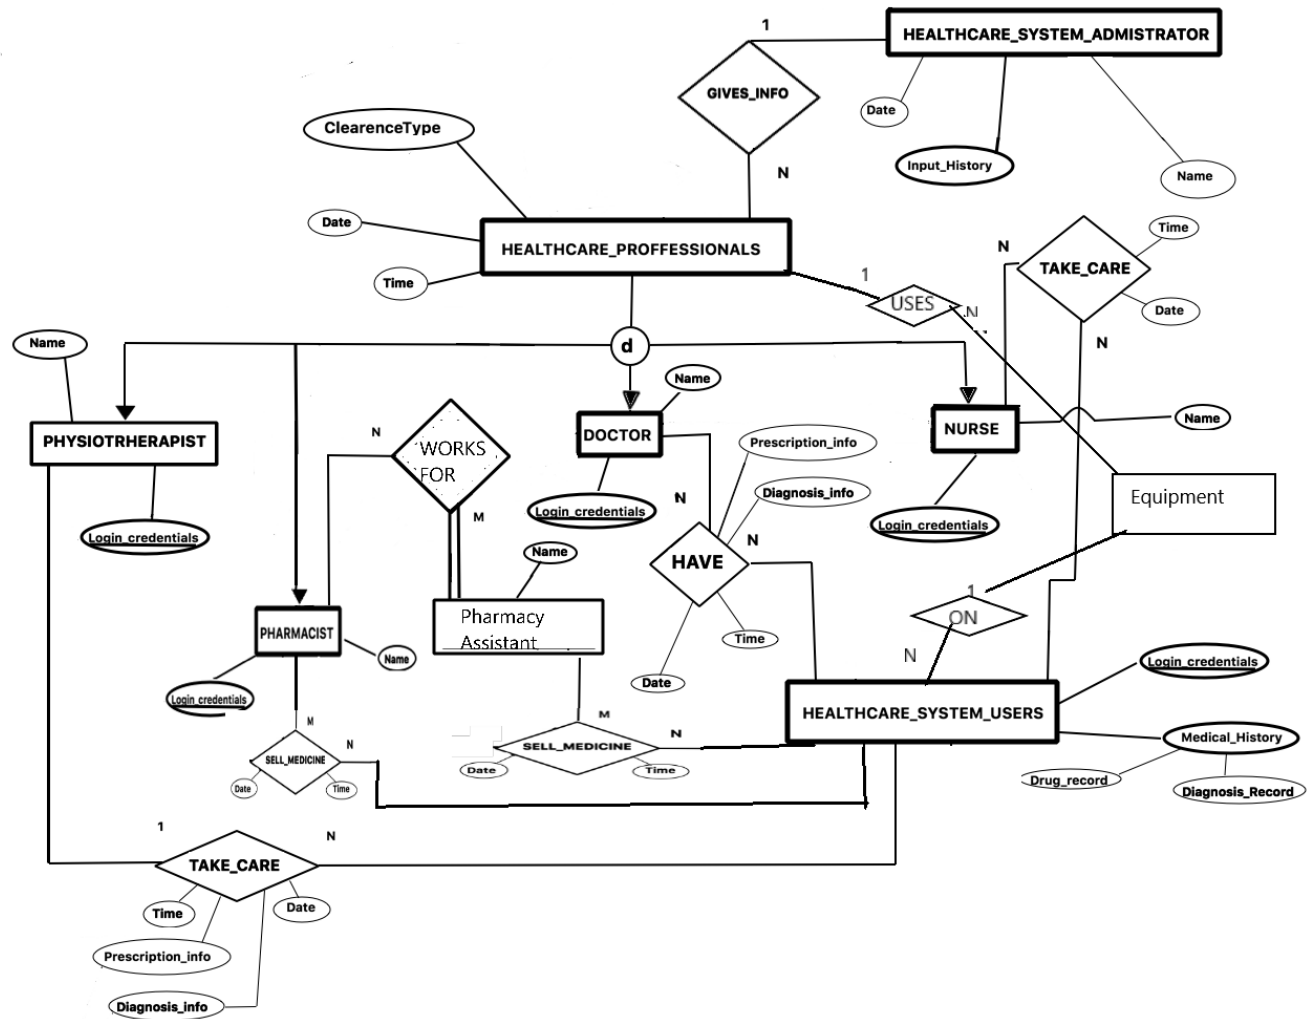 1
HEALTHCARE_SYSTEM_ADMISTRATOR
GIVES_INFO
Date
ClearenceType
Input_History
Name
N
Date
HEALTHCARE_PROFFESSIONALS
Time
Time
N
TAKE_CARE
1
USES
N
Date
Name
d
N
Name
PHYSIOTRHERAPIST
DOCTOR
NURSE
Name
N
WORKS
FOR
Prescription_info
Login_credentials
N
Diagnosis_info
Equipment
Login_credentials
M
Login_credentials
Name
HAVE
N
1
ON
PHARMACIST
Pharmacy
Assistant
Time
N
Name
Login_credentials
Date
Login_credentials
M
M
HEALTHCARE_SYSTEM_USERS
N
SELL_MEDICINE
N
SELL_MEDICINE
Medical_History
Date
Time
Date
Time
Drug_record
Diagnosis_Record
1
N
TAKE_CARE
Time
Date
Prescription_info
Diagnosis_info